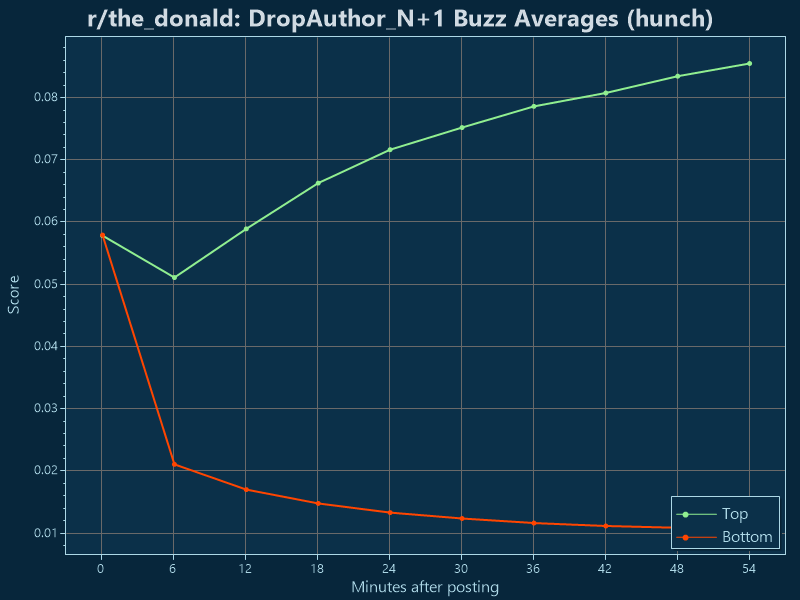 r/the_donald: DropAuthor_N+1 Buzz Averages (hunch)
0.08
0.07
0.06
0.05
0.04
0.03
0.02
0.01
Score
Top
Bottom
0 6 12 18 24 30 36 42 48 54
Minutes after posting